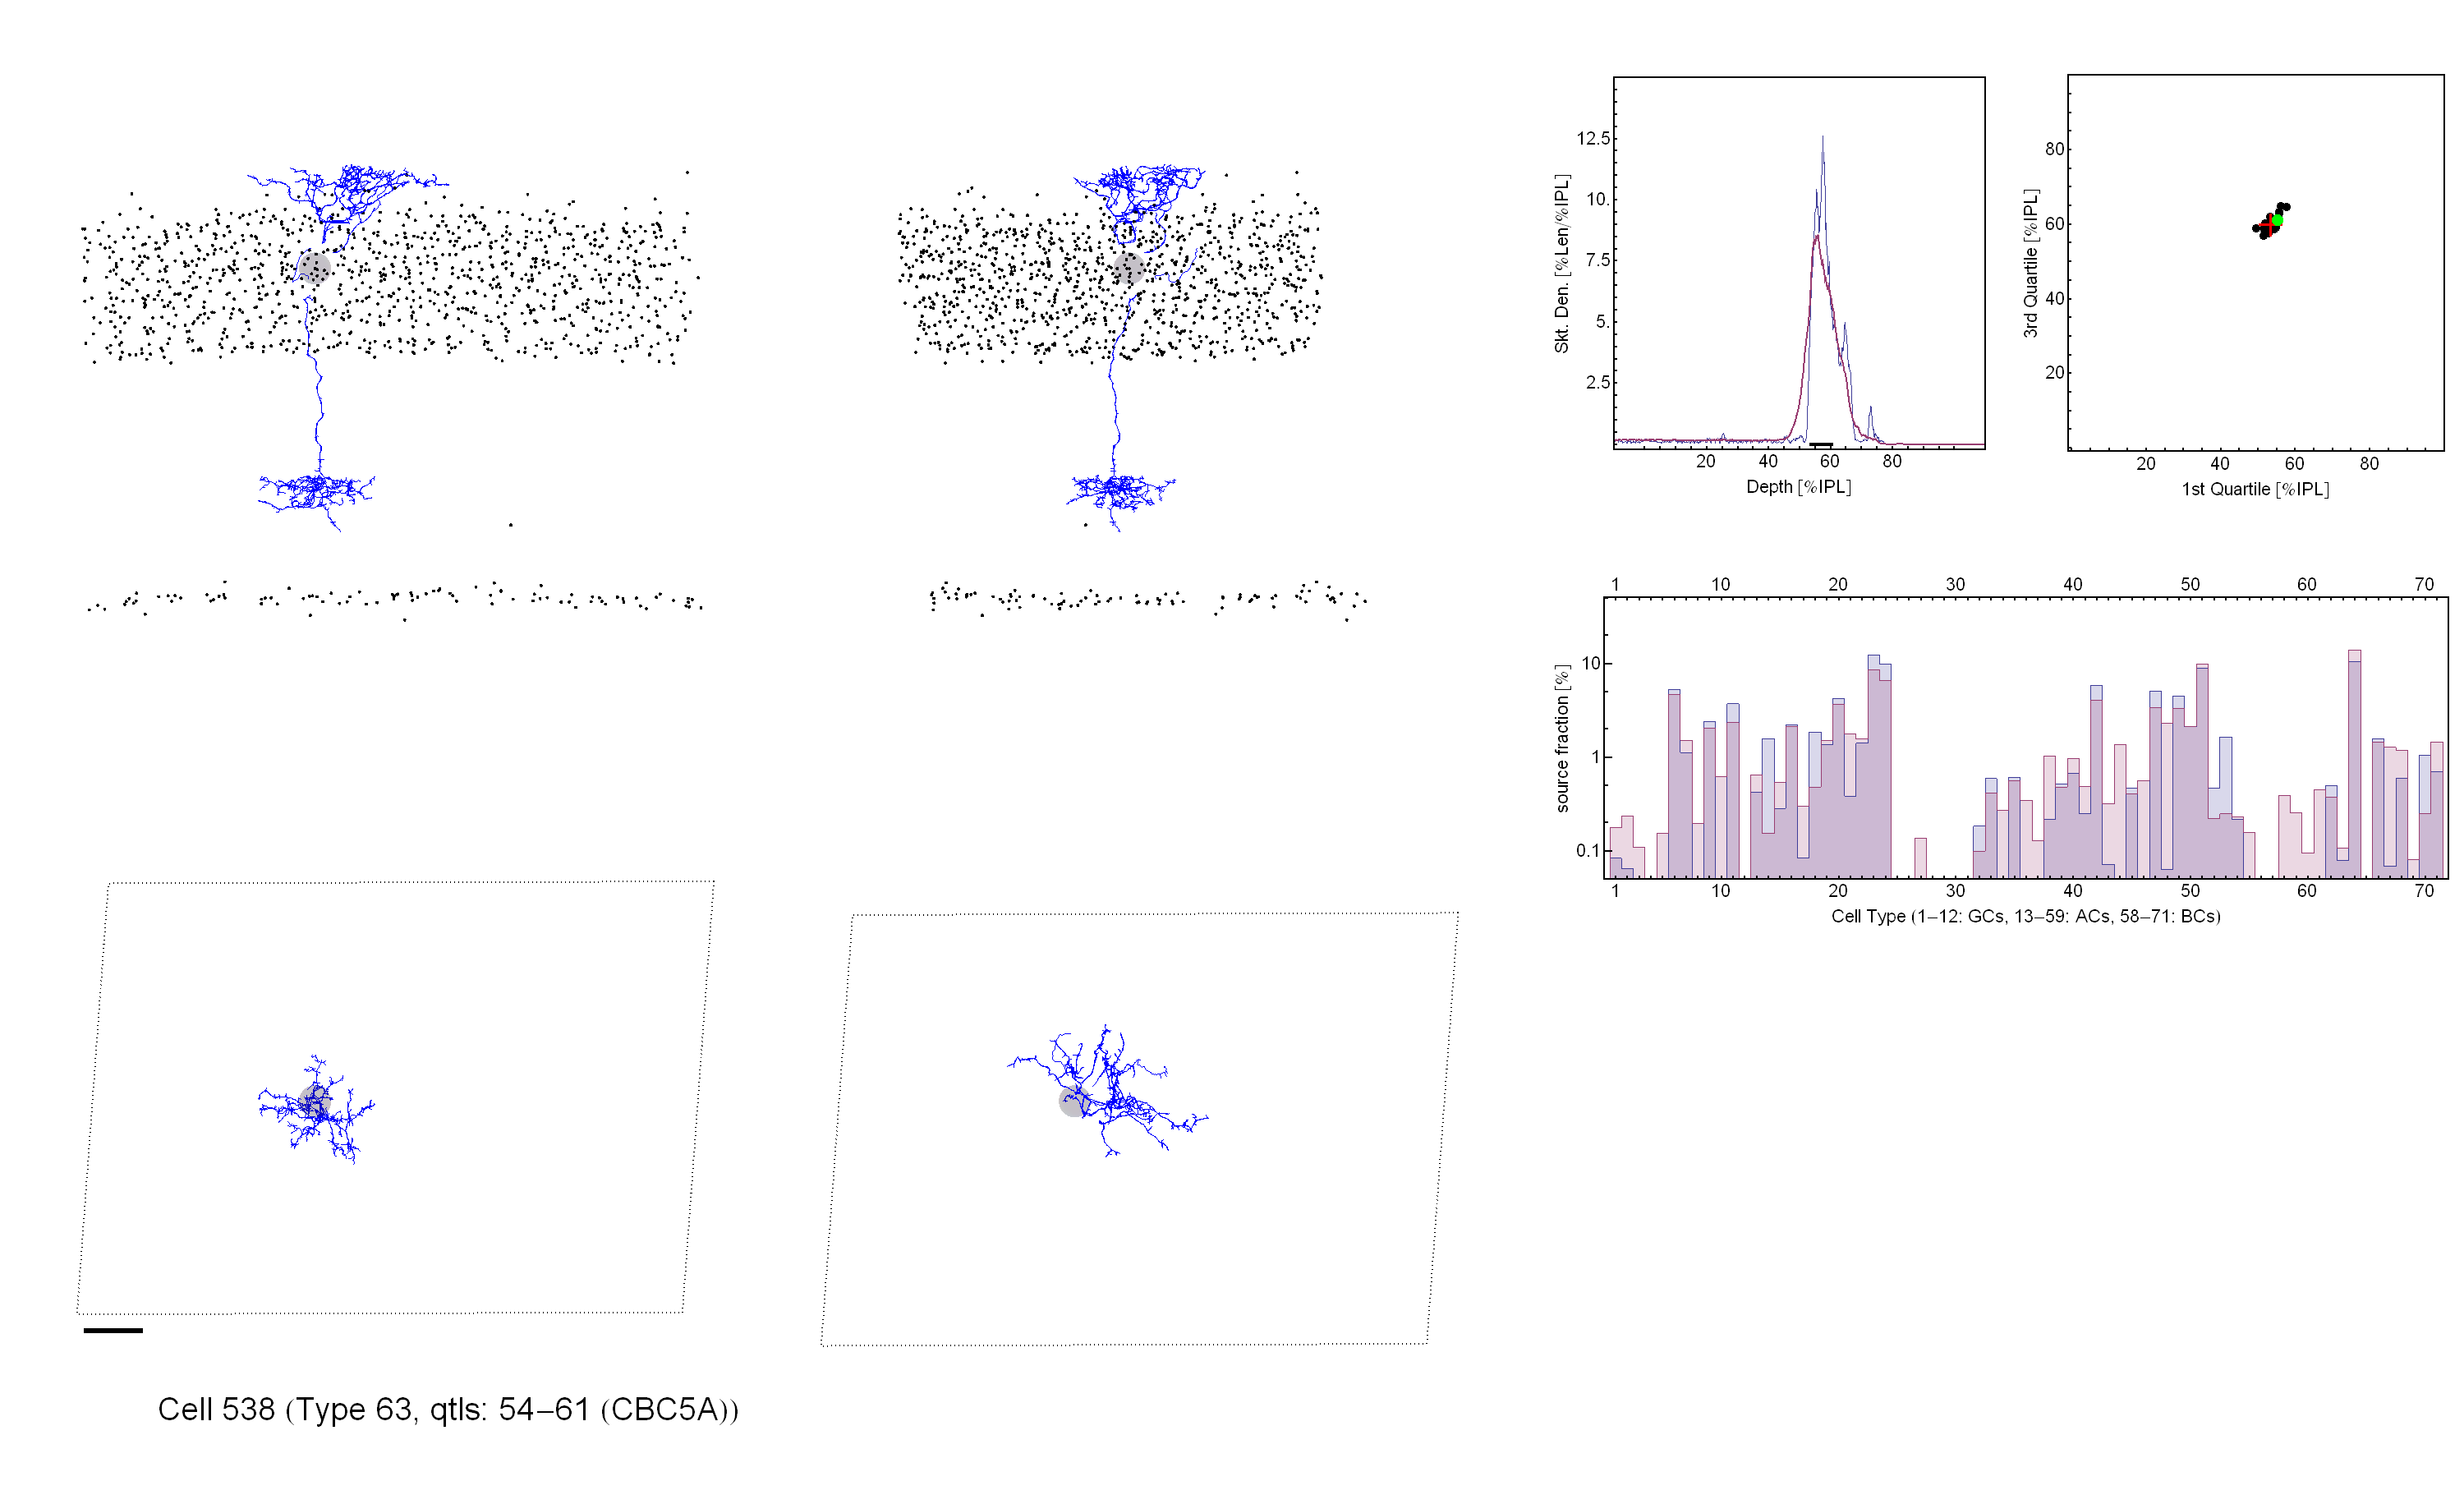 12.5
10.
7.5
5.
2.5
Skt. Den. [%Len/%IPL]
20 40 60 80
Depth [%IPL]
80
60
40
20
3rd Quartile [%IPL]
20 40 60 80
1st Quartile [%IPL]
1 10 20 30 40 50 60 70
10
1
0.1
source fraction [%]
1 10 20 30 40 50 60 70
Cell Type (1–12: GCs, 13–59: ACs, 58–71: BCs)
Cell 538 (Type 63, qtls: 54–61 (CBC5A))